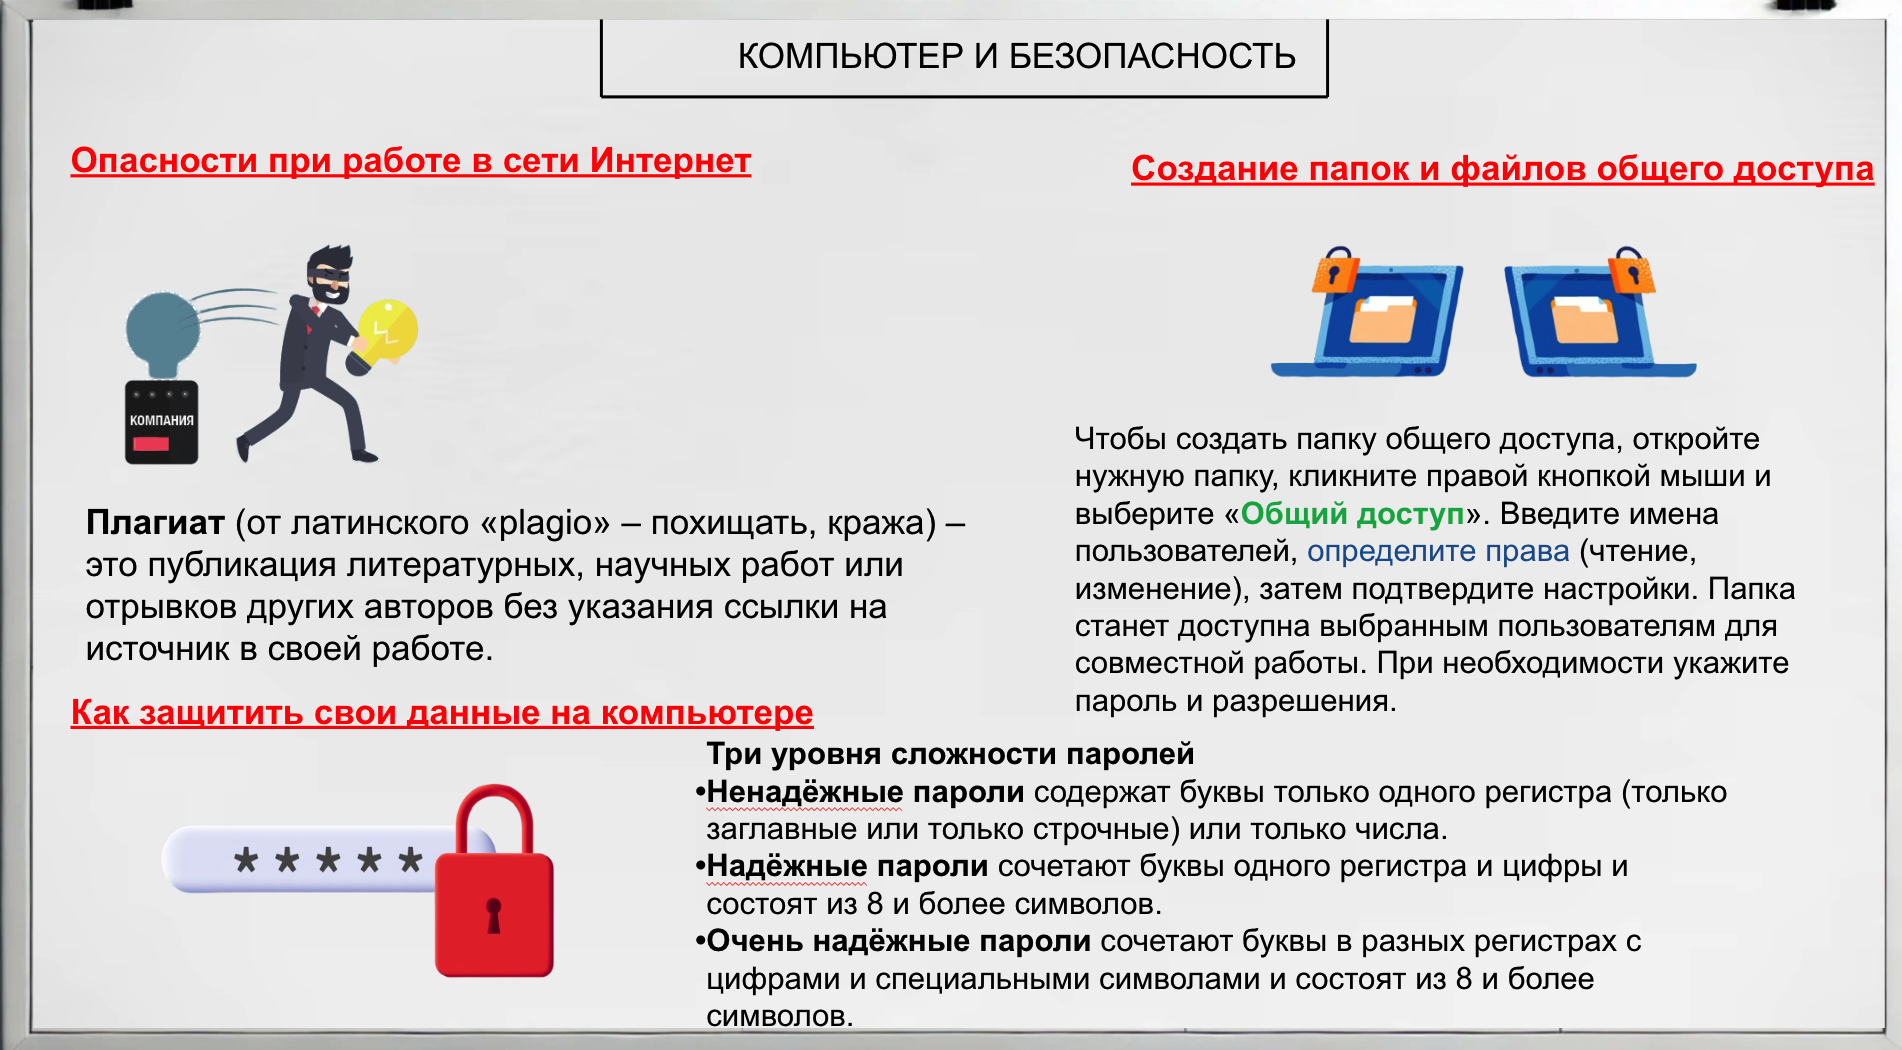 КОМПЬЮТЕР И БЕЗОПАСНОСТЬ
Опасности при работе в сети Интернет
КОМПАНИЯ
Плагиат (от латинского «plagio» – похищать, кража) –
это публикация литературных, научных работ или
отрывков других авторов без указания ссылки на
источник в своей работе.
Создание папок и файлов общего доступа
Чтобы создать папку общего доступа, откройте
нужную папку, кликните правой кнопкой мыши и
выберите «Общий доступ». Введите имена
пользователей, определите права (чтение,
изменение), затем подтвердите настройки. Папка
станет доступна выбранным пользователям для
совместной работы. При необходимости укажите
пароль и разрешения.
Как защитить свои данные на компьютере
* * * * *
Три уровня сложности паролей
•Ненадёжные пароли содержат буквы только одного регистра (только
заглавные или только строчные) или только числа.
•Надёжные пароли сочетают буквы одного регистра и цифры и
состоят из 8 и более символов.
•Очень надёжные пароли сочетают буквы в разных регистрах с
цифрами и специальными символами и состоят из 8 и более
символов.